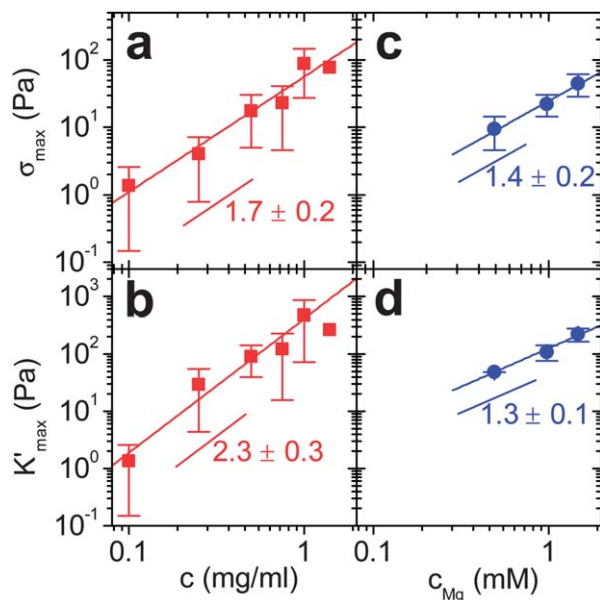 a
c
10²
10¹
10⁰
10⁻¹
σmax (Pa)
1.7 ± 0.2
1.4 ± 0.2
b
d
10³
10²
10¹
10⁰
10⁻¹
K'max (Pa)
2.3 ± 0.3
1.3 ± 0.1
0.1 1 0.1 1
c (mg/ml) cMg (mM)